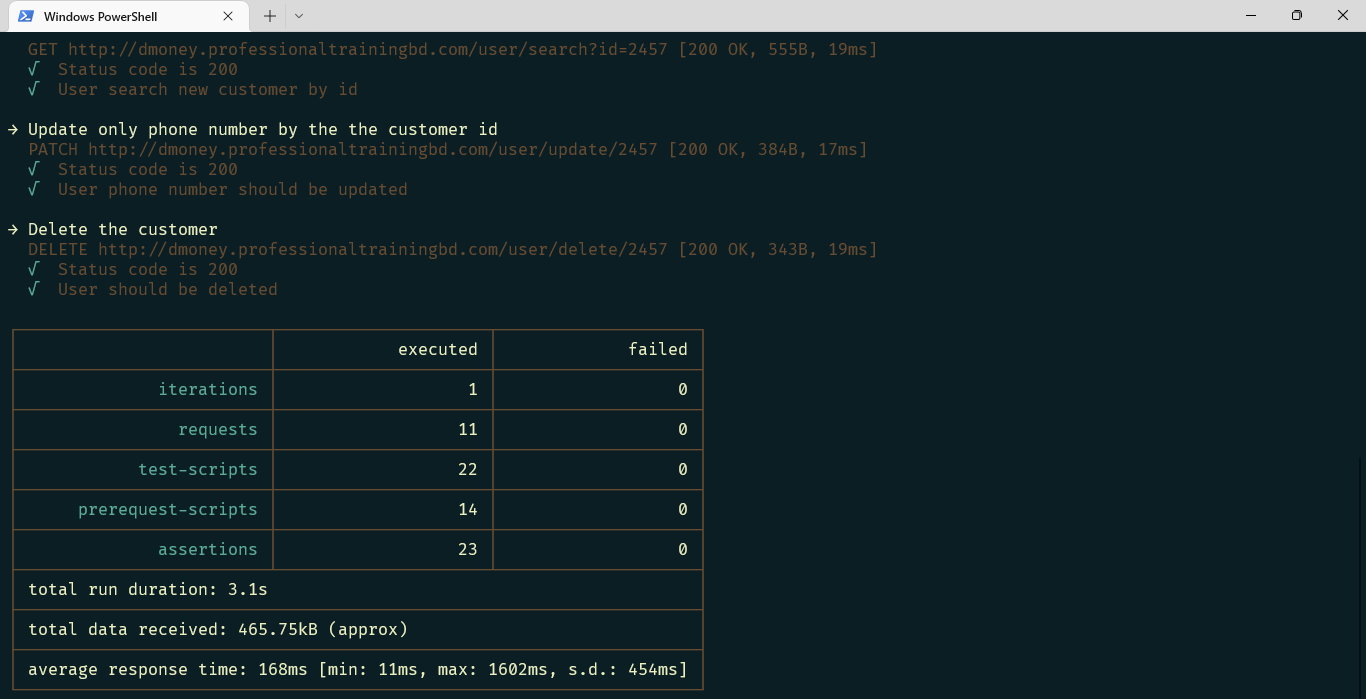 Windows PowerShell
GET http://dmoney.professionaltrainingbd.com/user/search?id=2457 [200 OK, 555B, 19ms]
√ Status code is 200
√ User search new customer by id
→ Update only phone number by the the customer id
PATCH http://dmoney.professionaltrainingbd.com/user/update/2457 [200 OK, 384B, 17ms]
√ Status code is 200
√ User phone number should be updated
→ Delete the customer
DELETE http://dmoney.professionaltrainingbd.com/user/delete/2457 [200 OK, 343B, 19ms]
√ Status code is 200
√ User should be deleted
executed failed
iterations 1 0
requests 11 0
test-scripts 22 0
prerequest-scripts 14 0
assertions 23 0
total run duration: 3.1s
total data received: 465.75kB (approx)
average response time: 168ms [min: 11ms, max: 1602ms, s.d.: 454ms]